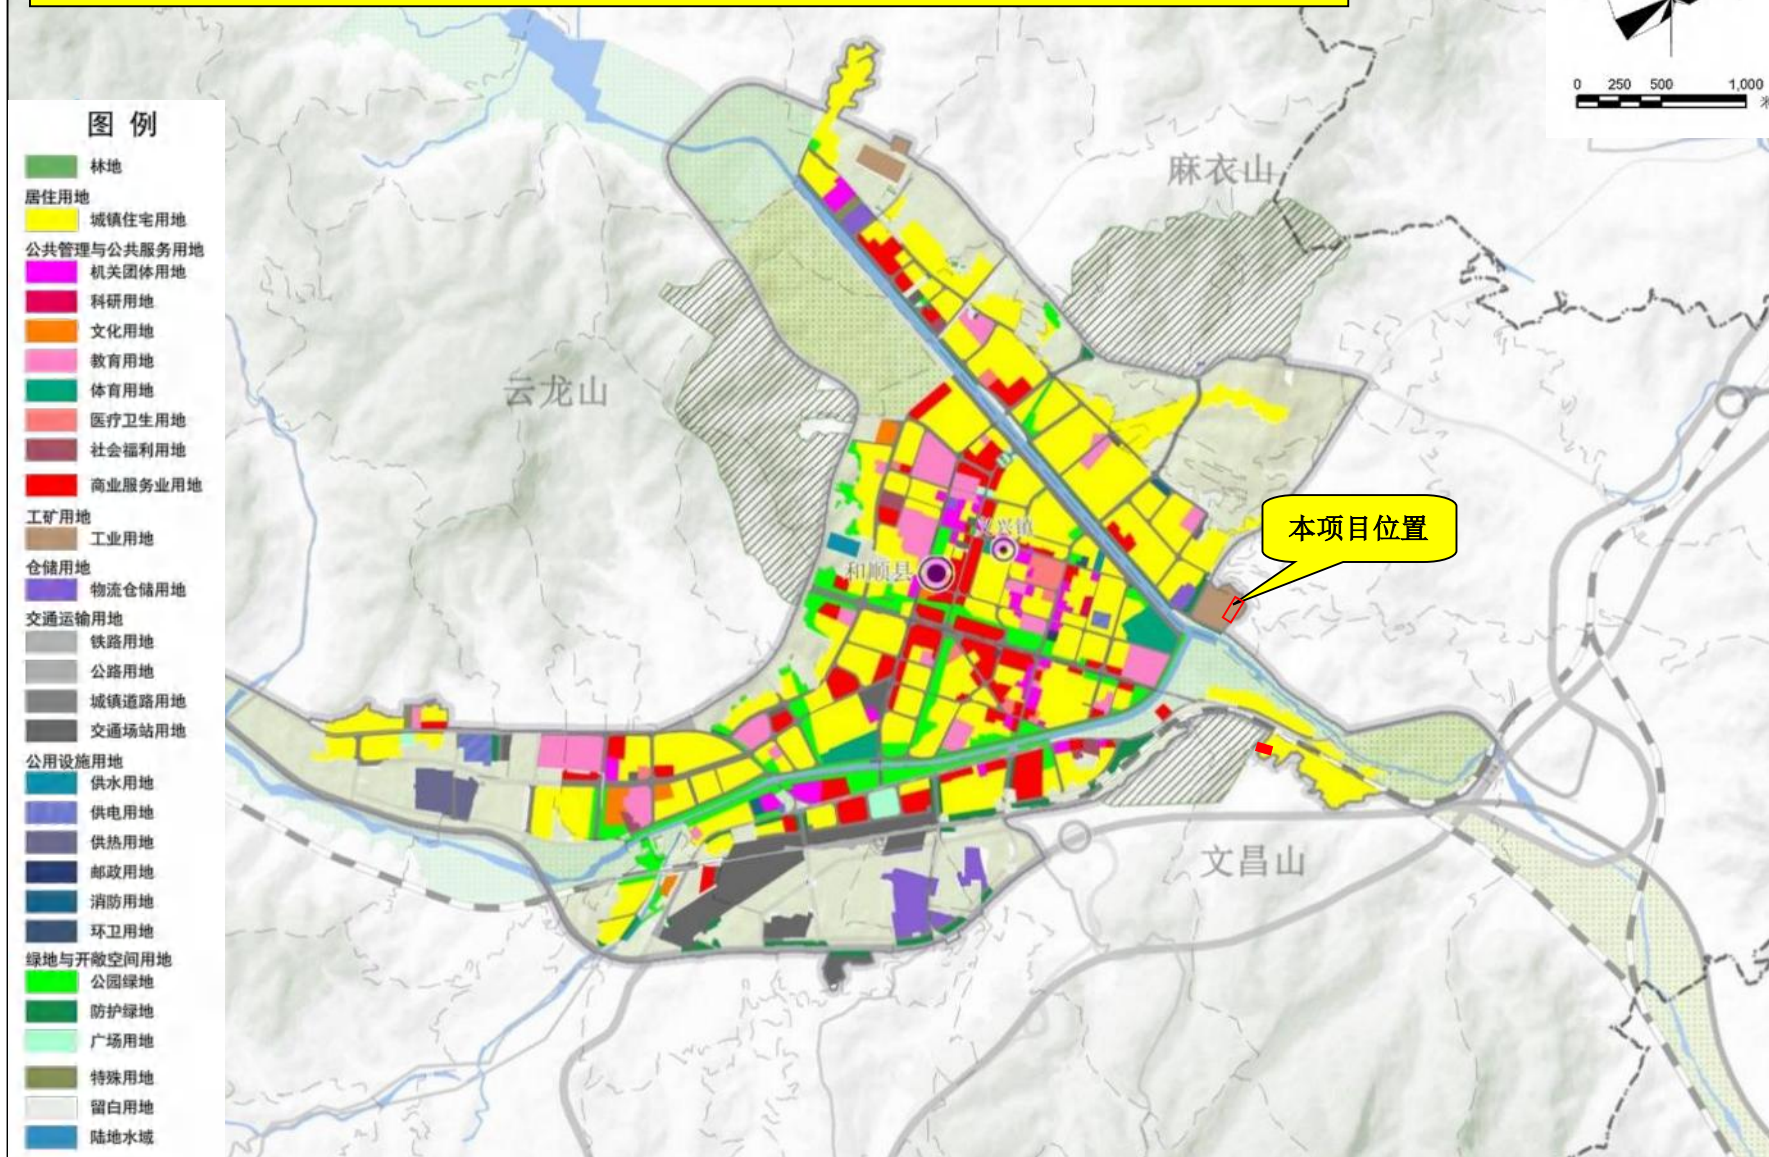 0 250 500 1,000
米
图 例
林地
居住用地
城镇住宅用地
公共管理与公共服务用地
机关团体用地
科研用地
文化用地
教育用地
体育用地
医疗卫生用地
社会福利用地
商业服务业用地
工矿用地
工业用地
仓储用地
物流仓储用地
交通运输用地
铁路用地
公路用地
城镇道路用地
交通场站用地
公用设施用地
供水用地
供电用地
供热用地
邮政用地
消防用地
环卫用地
绿地与开敞空间用地
公园绿地
防护绿地
广场用地
特殊用地
留白用地
陆地水域
麻衣山
云龙山
本项目位置
和顺县
文昌山